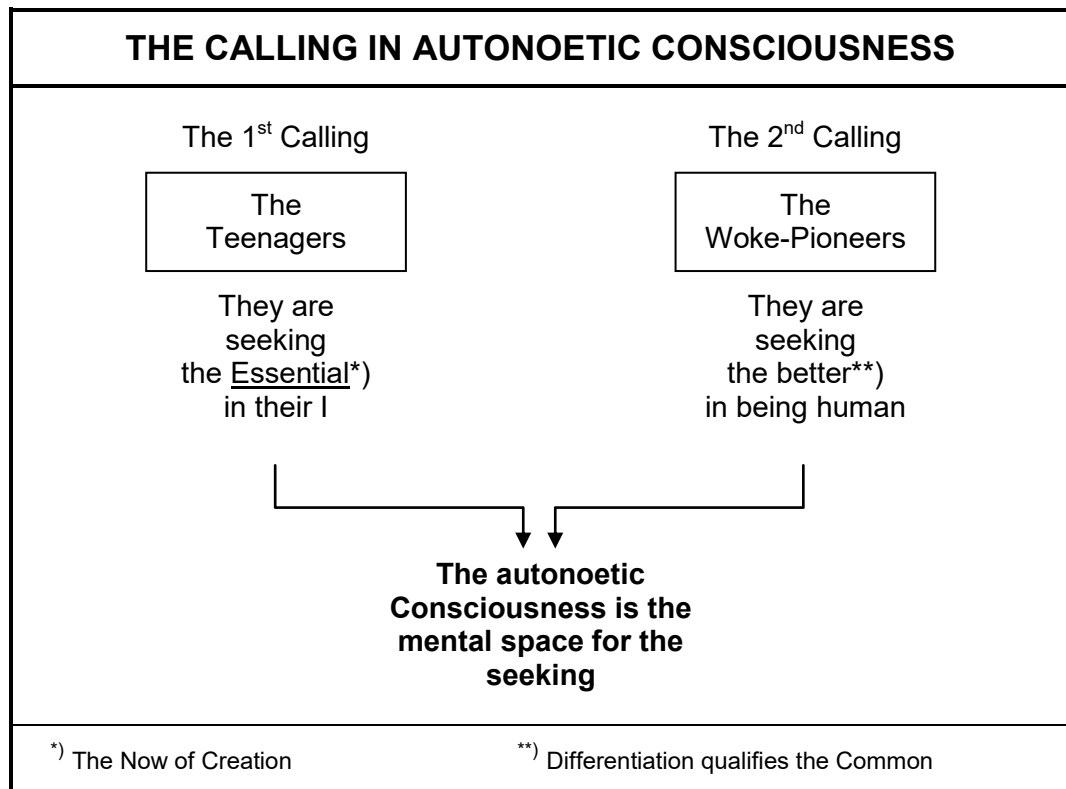 THE CALLING IN AUTONOETIC CONSCIOUSNESS
The 1st Calling
The
Teenagers
They are
seeking
the Essential*)
in their I
The 2nd Calling
The
Woke-Pioneers
They are
seeking
the better**)
in being human
The autonoetic
Consciousness is the
mental space for the
seeking
*) The Now of Creation
**) Differentiation qualifies the Common